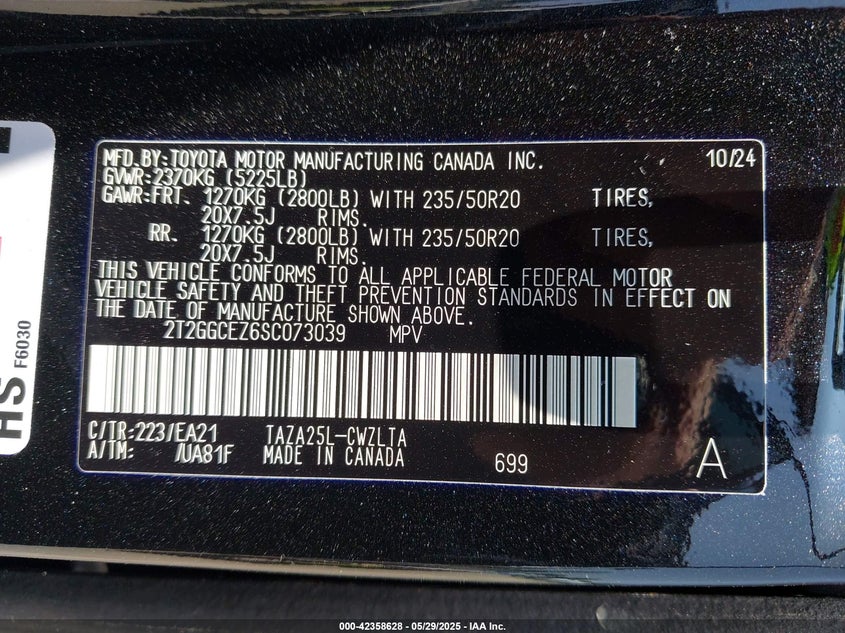 MFD.BY:TOYOTA MOTOR MANUFACTURING CANADA INC. 10/24
GVWR:2370KG (5225LB)
GAWR:FRT. 1270KG (2800LB) WITH 235/50R20 TIRES,
20X7.5J RIMS.
RR. 1270KG (2800LB) WITH 235/50R20 TIRES,
20X7.5J RIMS.
THIS VEHICLE CONFORMS TO ALL APPLICABLE FEDERAL MOTOR
VEHICLE SAFETY AND THEFT PREVENTION STANDARDS IN EFFECT ON
THE DATE OF MANUFACTURE SHOWN ABOVE.
2T2GGCEZ6SC073039 MPV
C/TR:223/EA21 TAZA25L-CWZLTA
A/TM: /UA81F MADE IN CANADA 699 A
HS F6030
000-42358628 - 05/29/2025 - IAA Inc.